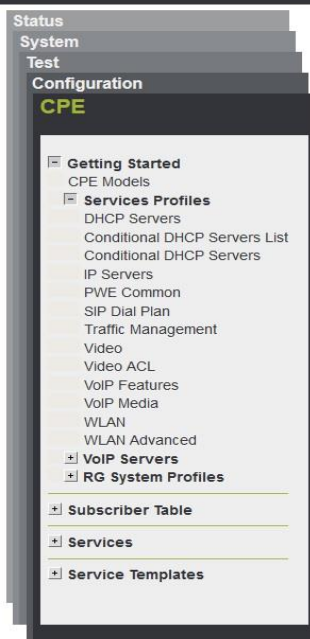 Status
System
Test
Configuration
CPE
Getting Started
CPE Models
Services Profiles
DHCP Servers
Conditional DHCP Servers List
Conditional DHCP Servers
IP Servers
PWE Common
SIP Dial Plan
Traffic Management
Video
Video ACL
VoIP Features
VoIP Media
WLAN
WLAN Advanced
VoIP Servers
RG System Profiles
Subscriber Table
Services
Service Templates